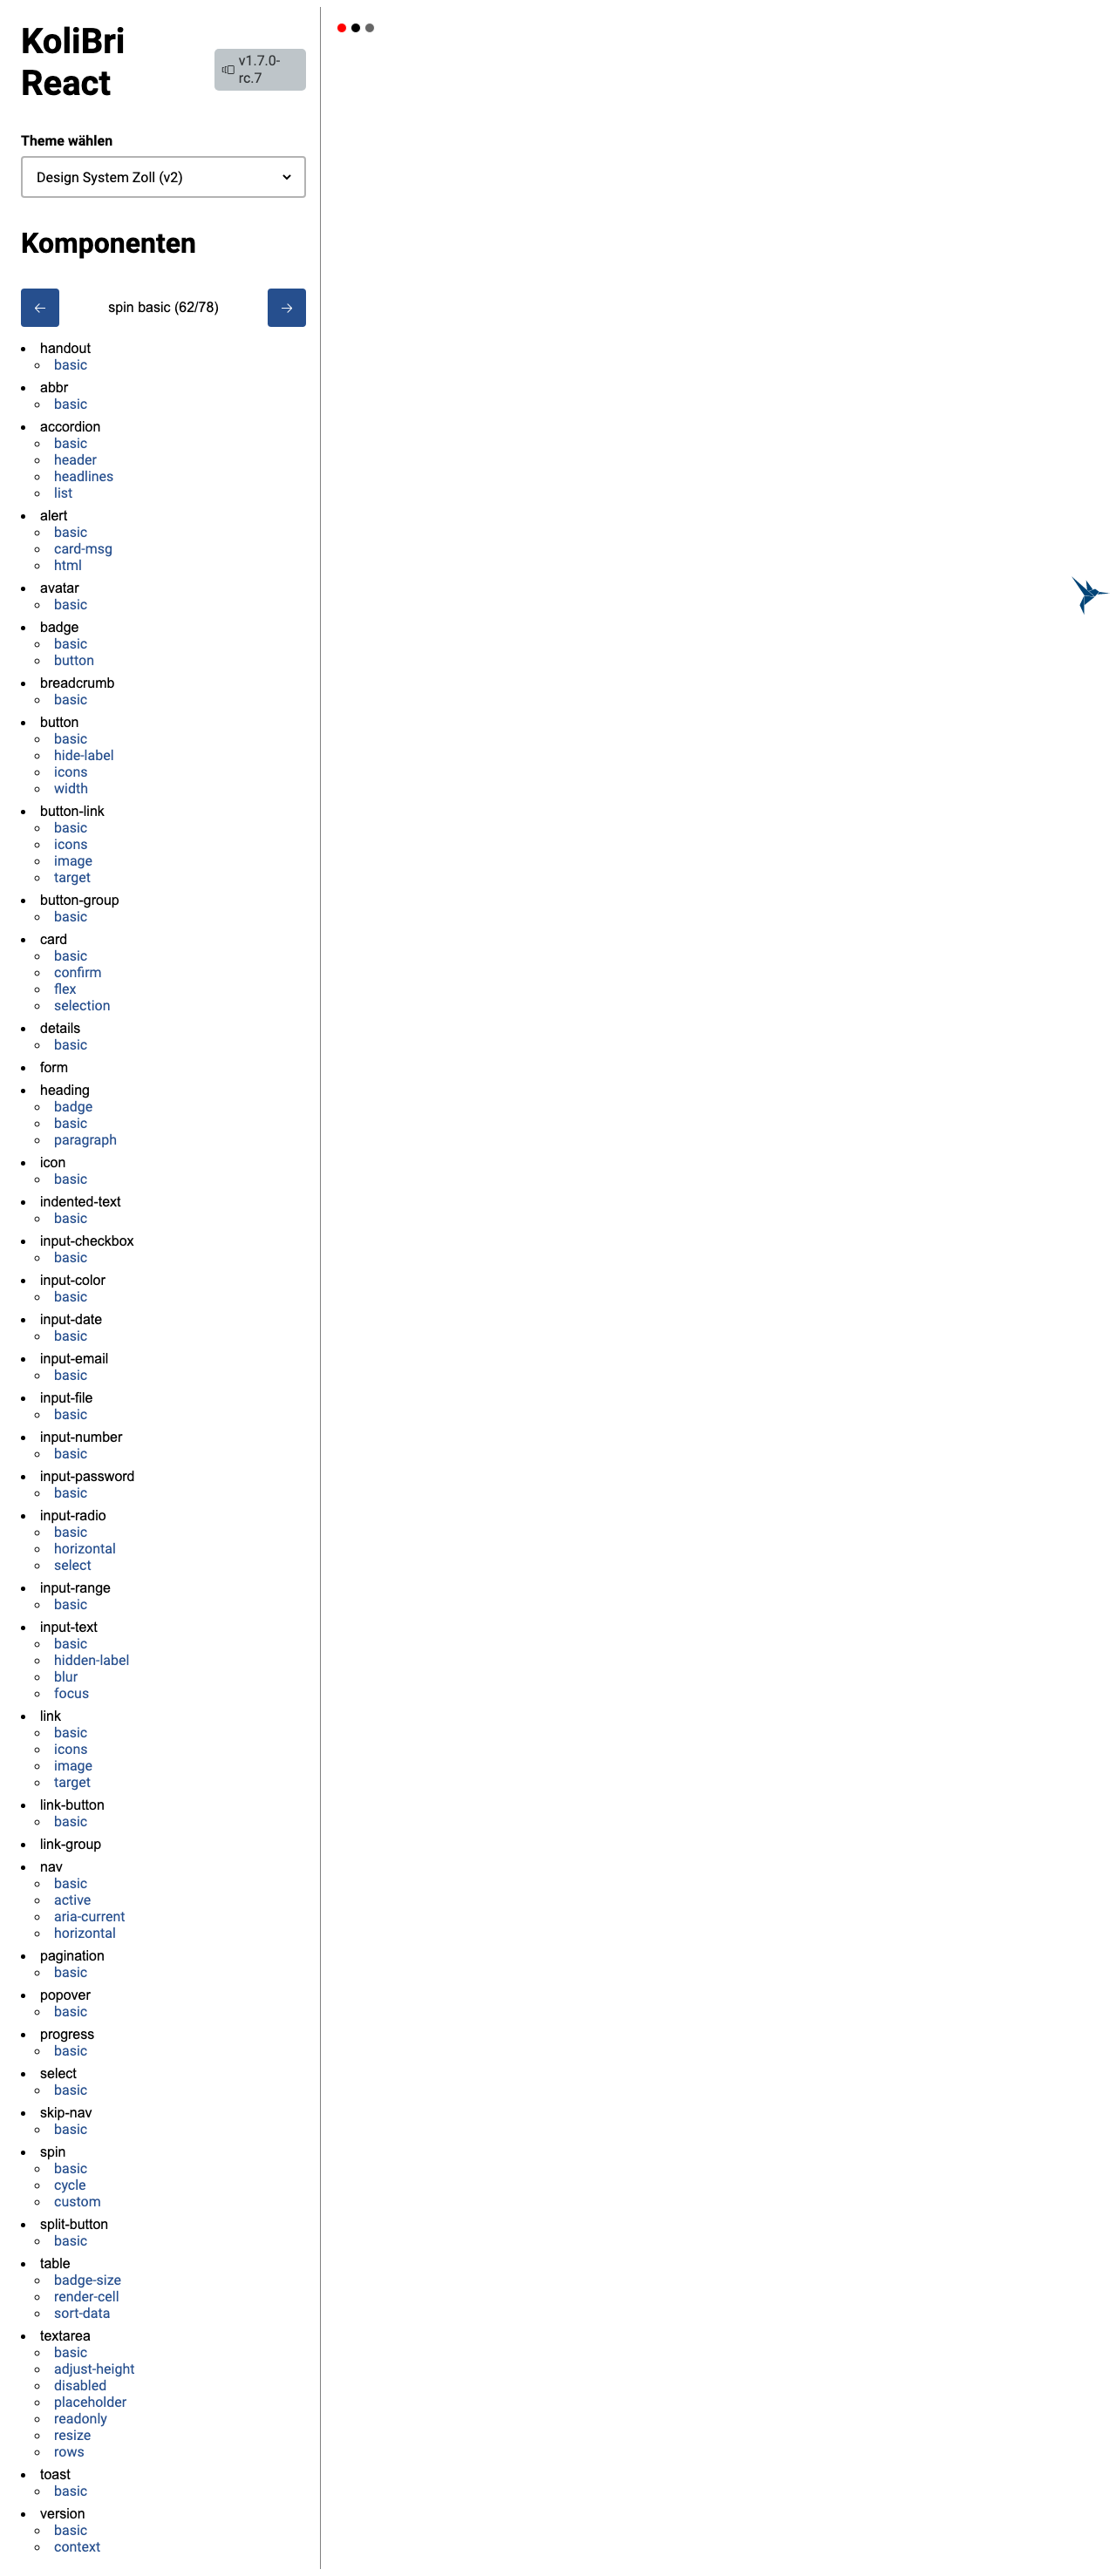 KoliBri
React
v1.7.0-
rc.7
Theme wählen
Design System Zoll (v2)
Komponenten
← spin basic (62/78) →
handout
basic
abbr
basic
accordion
basic
header
headlines
list
alert
basic
card-msg
html
avatar
basic
badge
basic
button
breadcrumb
basic
button
basic
hide-label
icons
width
button-link
basic
icons
image
target
button-group
basic
card
basic
confirm
flex
selection
details
basic
form
heading
badge
basic
paragraph
icon
basic
indented-text
basic
input-checkbox
basic
input-color
basic
input-date
basic
input-email
basic
input-file
basic
input-number
basic
input-password
basic
input-radio
basic
horizontal
select
input-range
basic
input-text
basic
hidden-label
blur
focus
link
basic
icons
image
target
link-button
basic
link-group
nav
basic
active
aria-current
horizontal
pagination
basic
popover
basic
progress
basic
select
basic
skip-nav
basic
spin
basic
cycle
custom
split-button
basic
table
badge-size
render-cell
sort-data
textarea
basic
adjust-height
disabled
placeholder
readonly
resize
rows
toast
basic
version
basic
context